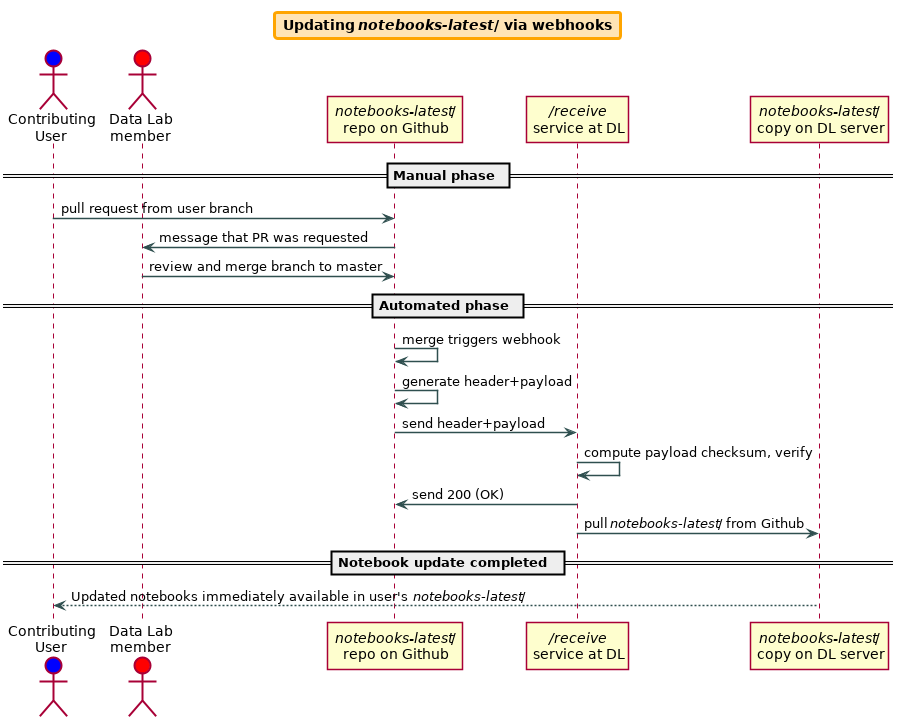 Updating notebooks-latest/ via webhooks
Contributing
User
Data Lab
member
notebooks-latest/
repo on Github
/receive
service at DL
notebooks-latest/
copy on DL server
Manual phase
pull request from user branch
message that PR was requested
review and merge branch to master
Automated phase
merge triggers webhook
generate header+payload
send header+payload
compute payload checksum, verify
send 200 (OK)
pull notebooks-latest/ from Github
Notebook update completed
Updated notebooks immediately available in user's notebooks-latest/
Contributing
User
Data Lab
member
notebooks-latest/
repo on Github
/receive
service at DL
notebooks-latest/
copy on DL server